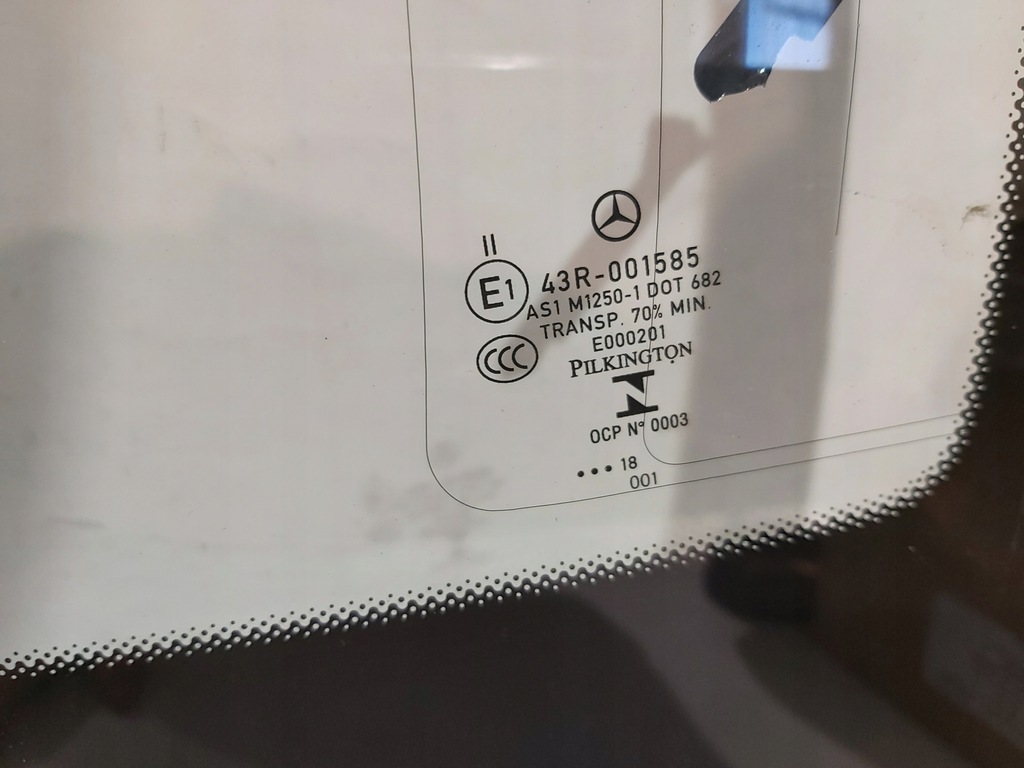 II
E1 43R-001585
AS1 M1250-1 DOT 682
TRANSP. 70% MIN.
CCC E000201
PILKINGTON
OCP N° 0003
••• 18
001